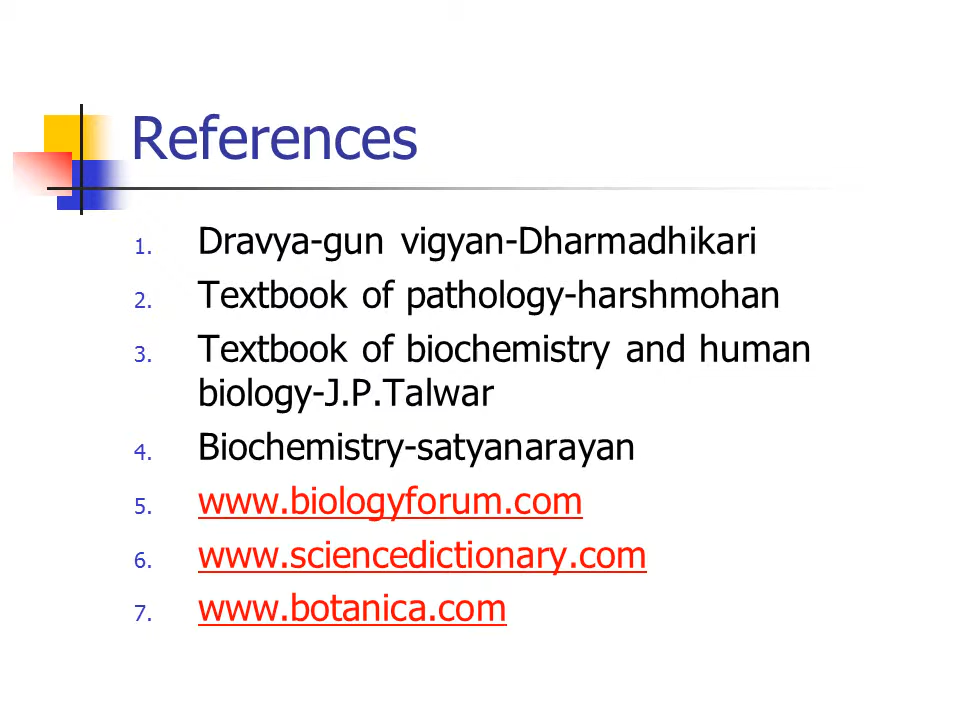 References
1. Dravya-gun vigyan-Dharmadhikari
2. Textbook of pathology-harshmohan
3. Textbook of biochemistry and human
biology-J.P.Talwar
4. Biochemistry-satyanarayan
5. www.biologyforum.com
6. www.sciencedictionary.com
7. www.botanica.com